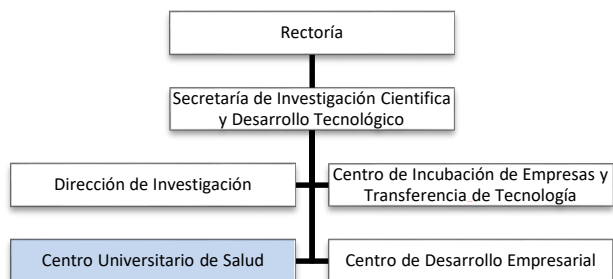 Rectoría
Secretaría de Investigación Cientifica
y Desarrollo Tecnológico
Dirección de Investigación
Centro de Incubación de Empresas y
Transferencia de Tecnología
Centro Universitario de Salud
Centro de Desarrollo Empresarial